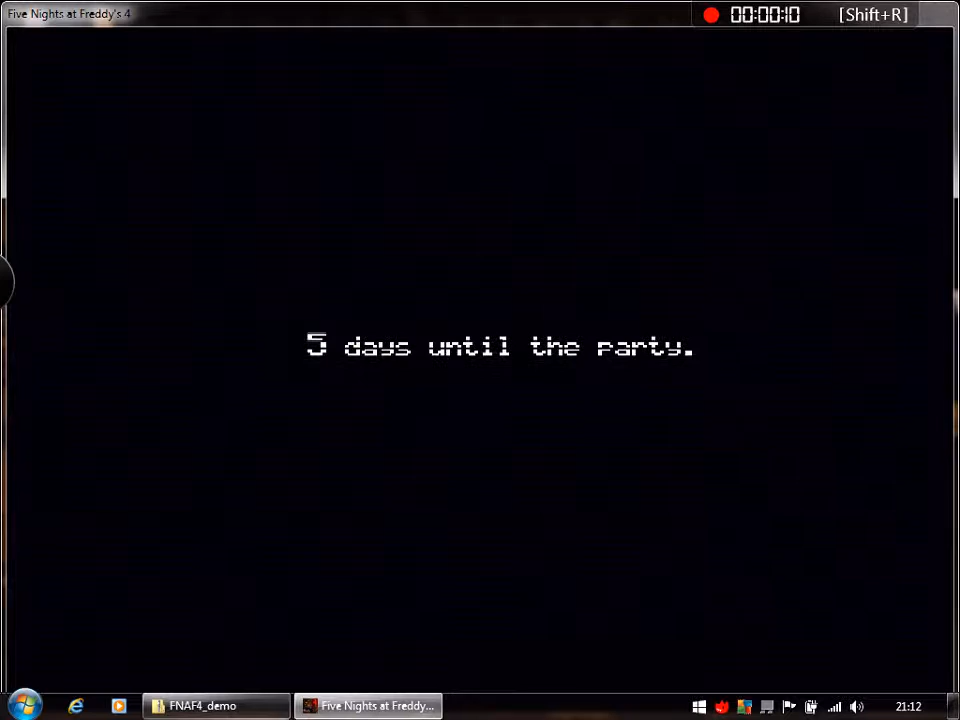 Five Nights at Freddy's 4
00:00:10 [Shift+R]
5 days until the party.
FNAF4_demo
Five Nights at Freddy...
21:12